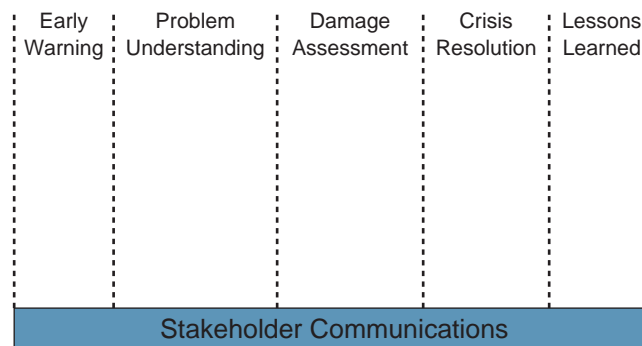 Early
Warning
Problem
Understanding
Damage
Assessment
Crisis
Resolution
Lessons
Learned
Stakeholder Communications